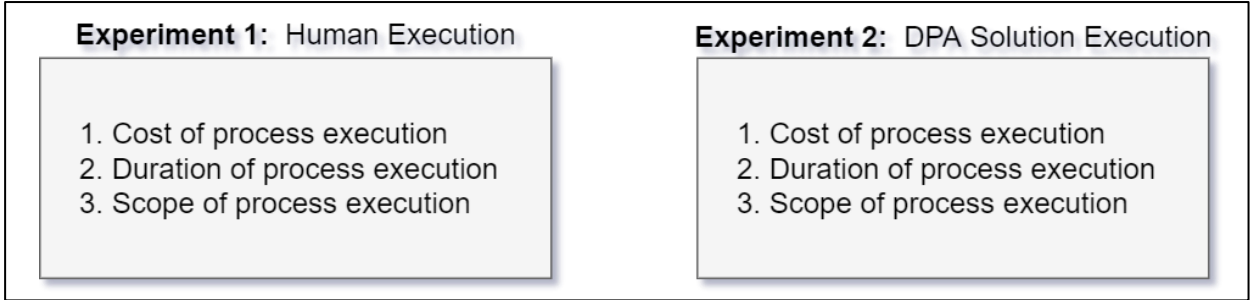 Experiment 1: Human Execution
1. Cost of process execution
2. Duration of process execution
3. Scope of process execution
Experiment 2: DPA Solution Execution
1. Cost of process execution
2. Duration of process execution
3. Scope of process execution